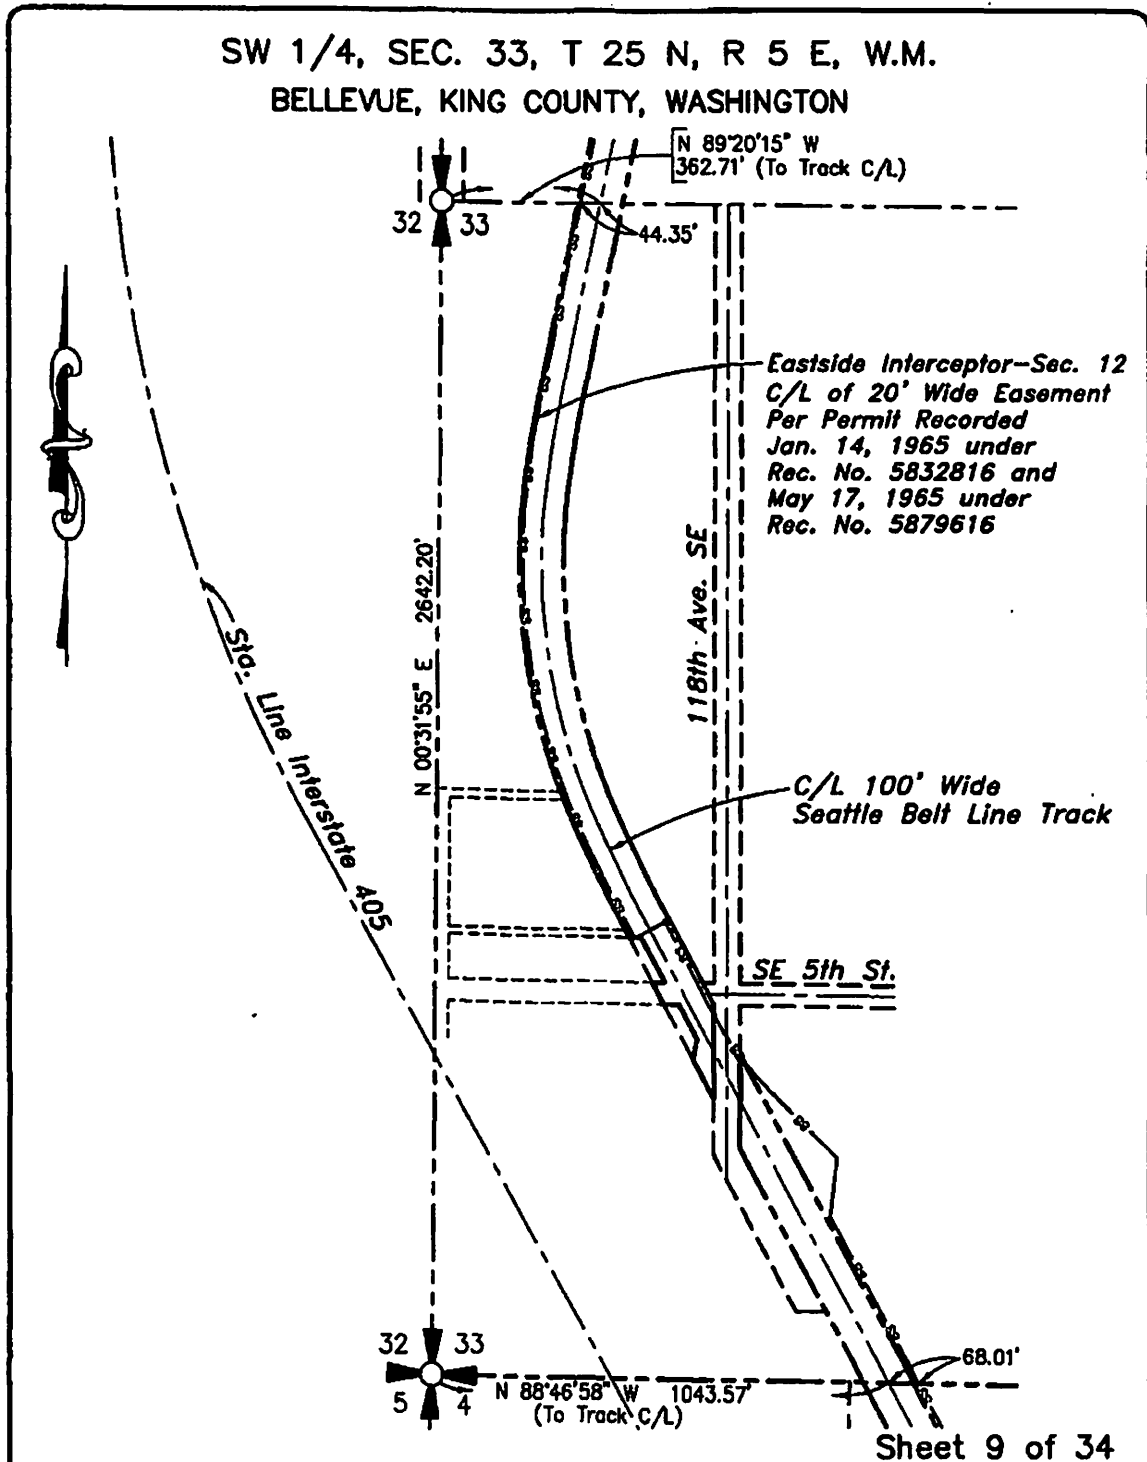 SW 1/4, SEC. 33, T 25 N, R 5 E, W.M.
BELLEVUE, KING COUNTY, WASHINGTON
N 89°20'15" W
362.71' (To Track C/L)
32 33
44.35'
Eastside Interceptor-Sec. 12
C/L of 20' Wide Easement
Per Permit Recorded
Jan. 14, 1965 under
Rec. No. 5832816 and
May 17, 1965 under
Rec. No. 5879616
118th Ave. SE
N 00°31'55" E 2642.20'
Sta. Line Interstate 405
C/L 100' Wide
Seattle Belt Line Track
SE 5th St.
32 33
5 4
N 88°46'58" W 1043.57'
(To Track C/L)
68.01'
Sheet 9 of 34